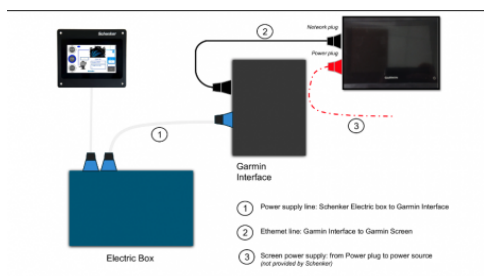 Schenker
2
Network plug
Power plug
GARMIN
3
1
Garmin
Interface
Electric Box
1 Power supply line: Schenker Electric box to Garmin Interface
2 Ethernet line: Garmin Interface to Garmin Screen
3 Screen power supply: from Power plug to power source
(not provided by Schenker)